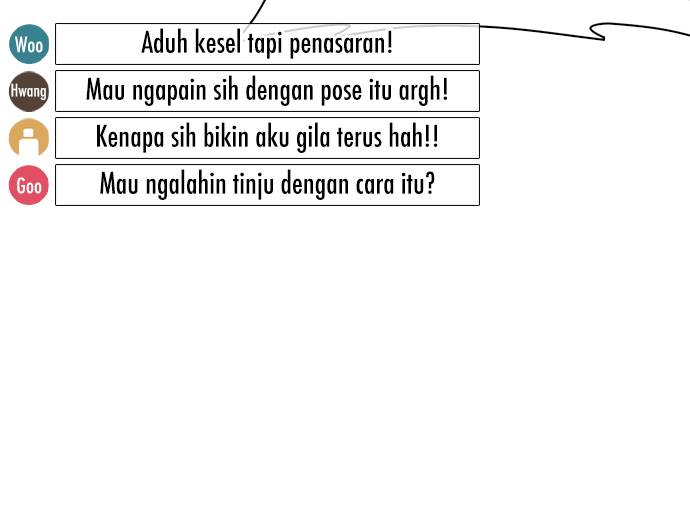 Woo Aduh kesel tapi penasaran!
Hwang Mau ngapain sih dengan pose itu argh!
Kenapa sih bikin aku gila terus hah!!
Goo Mau ngalahin tinju dengan cara itu?